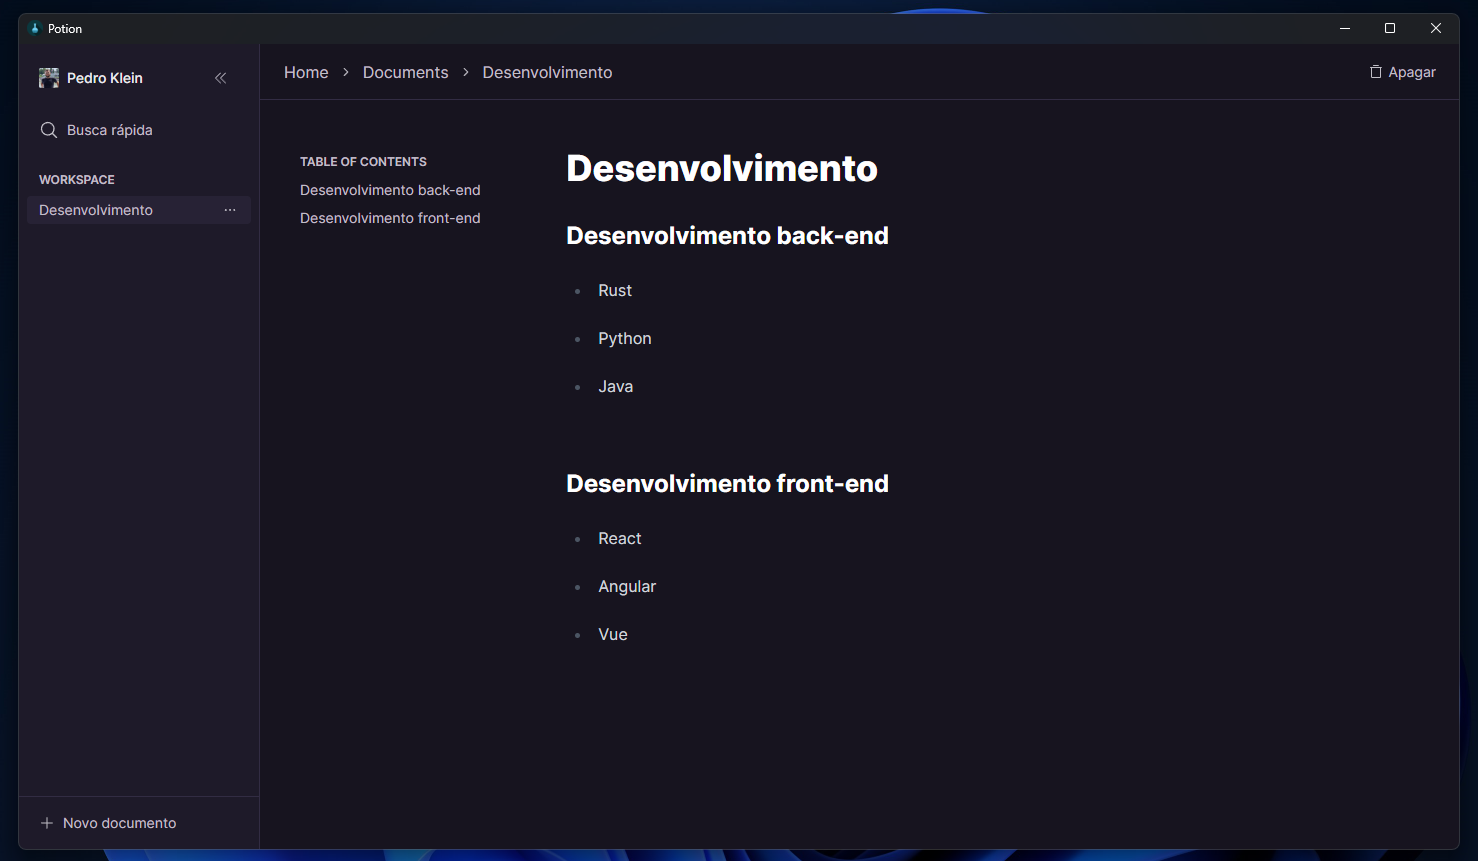 Potion
Pedro Klein
Busca rápida
WORKSPACE
Desenvolvimento
Novo documento
Home
Documents
Desenvolvimento
Apagar
TABLE OF CONTENTS
Desenvolvimento back-end
Desenvolvimento front-end
Desenvolvimento
Desenvolvimento back-end
Rust
Python
Java
Desenvolvimento front-end
React
Angular
Vue